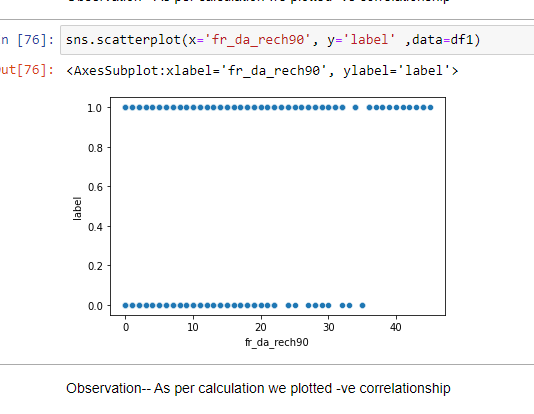 Observation-- As per calculation we plotted -ve correlationship
n [76]: sns.scatterplot(x='fr_da_rech90', y='label' ,data=df1)
ut[76]: <AxesSubplot:xlabel='fr_da_rech90', ylabel='label'>
1.0
0.8
0.6
0.4
0.2
0.0
label
0 10 20 30 40
fr_da_rech90
Observation-- As per calculation we plotted -ve correlationship